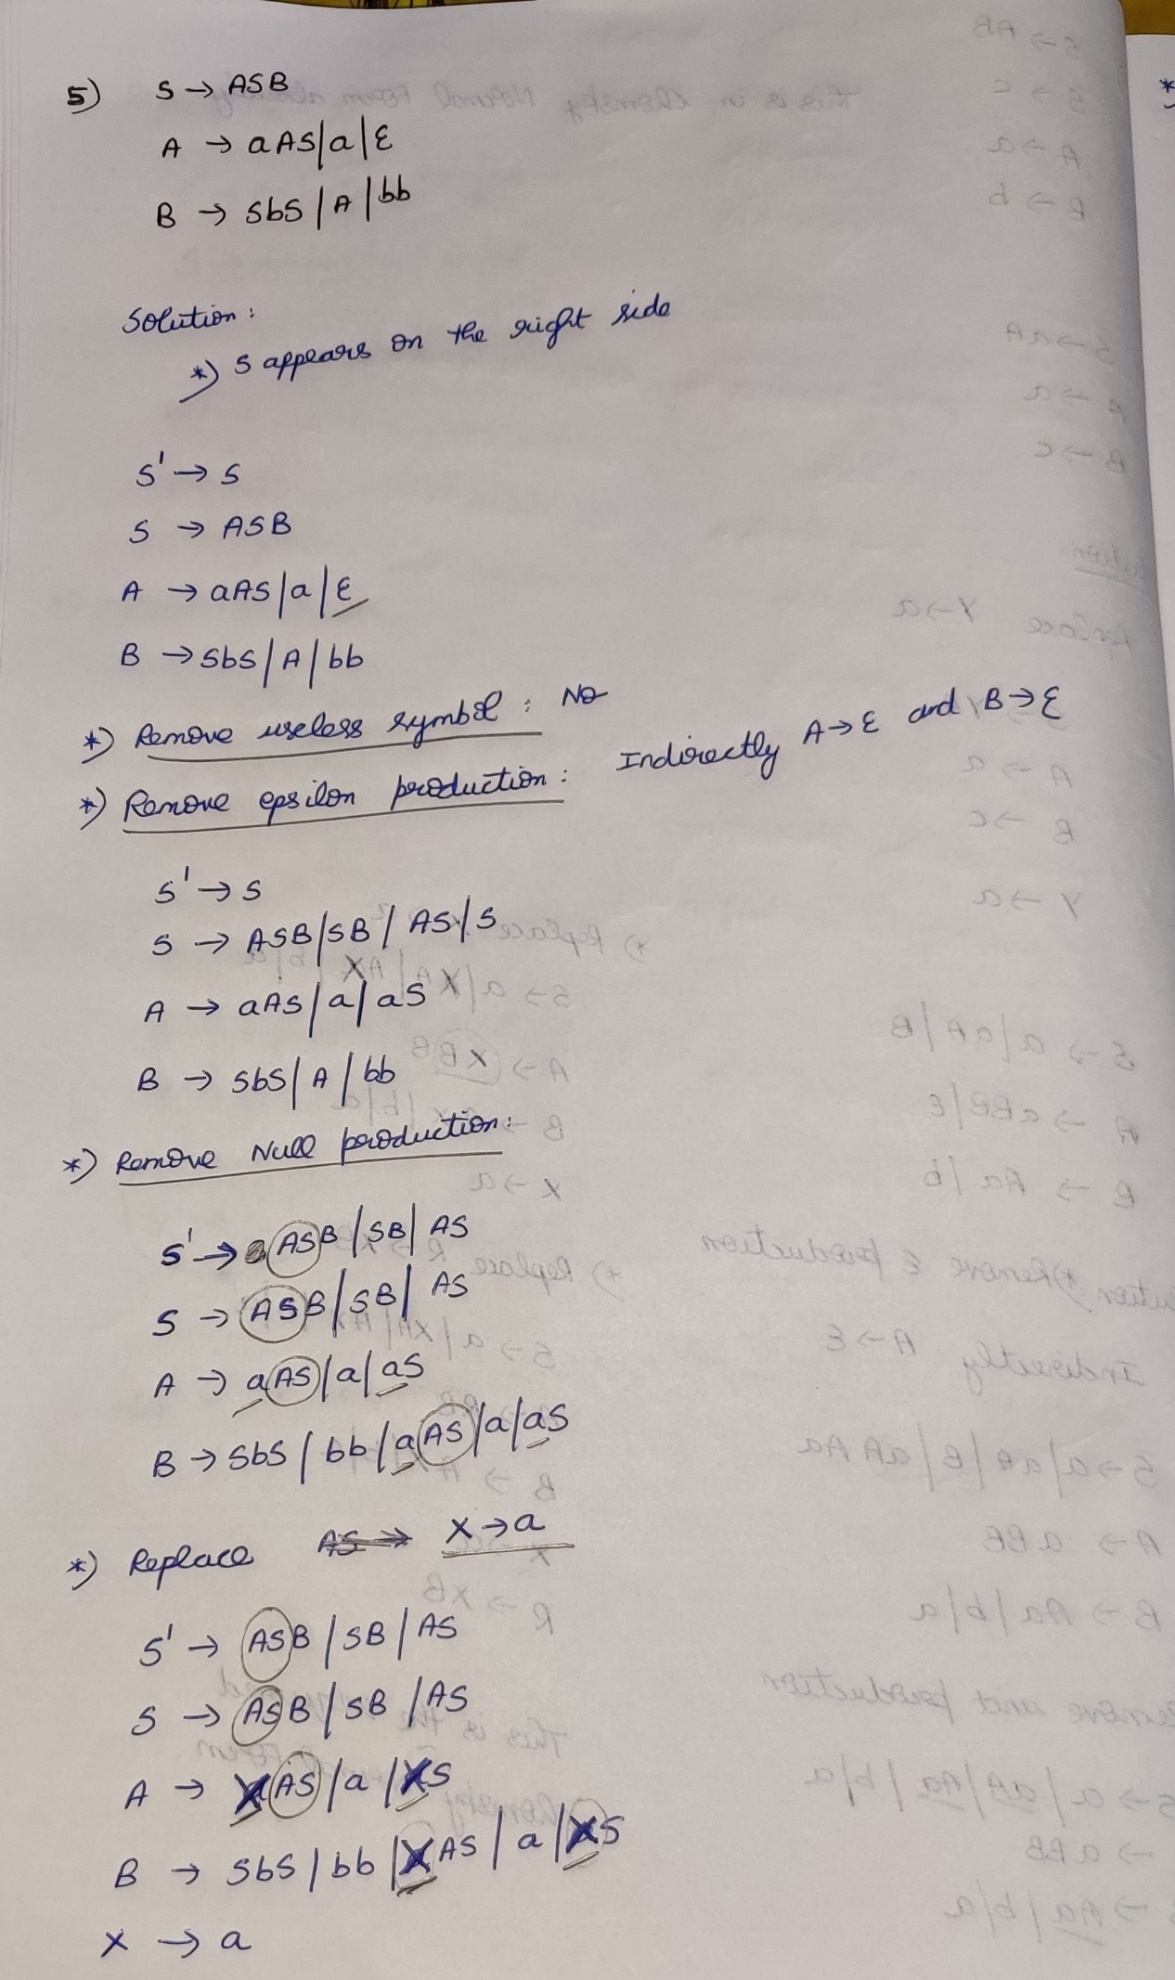 5) S → ASB
A → aAS|a|ε
B → SbS|A|bb
Solution:
*) S appears on the right side
S' → S
S → ASB
A → aAS|a|ε
B → SbS|A|bb
*) Remove useless symbol: No
*) Remove epsilon production: Indirectly A→ε and B→ε
S' → S
S → ASB|SB|AS|S
A → aAS|a|aS
B → SbS|A|bb
*) Remove Null production:
S' → ASB|SB|AS
S → ASB|SB|AS
A → aAS|a|aS
B → SbS|bb|aAS|a|aS
*) Replace AS → X→a
S' → ASB|SB|AS
S → ASB|SB|AS
A → XAS|a|XS
B → SbS|bb|XAS|a|XS
X → a